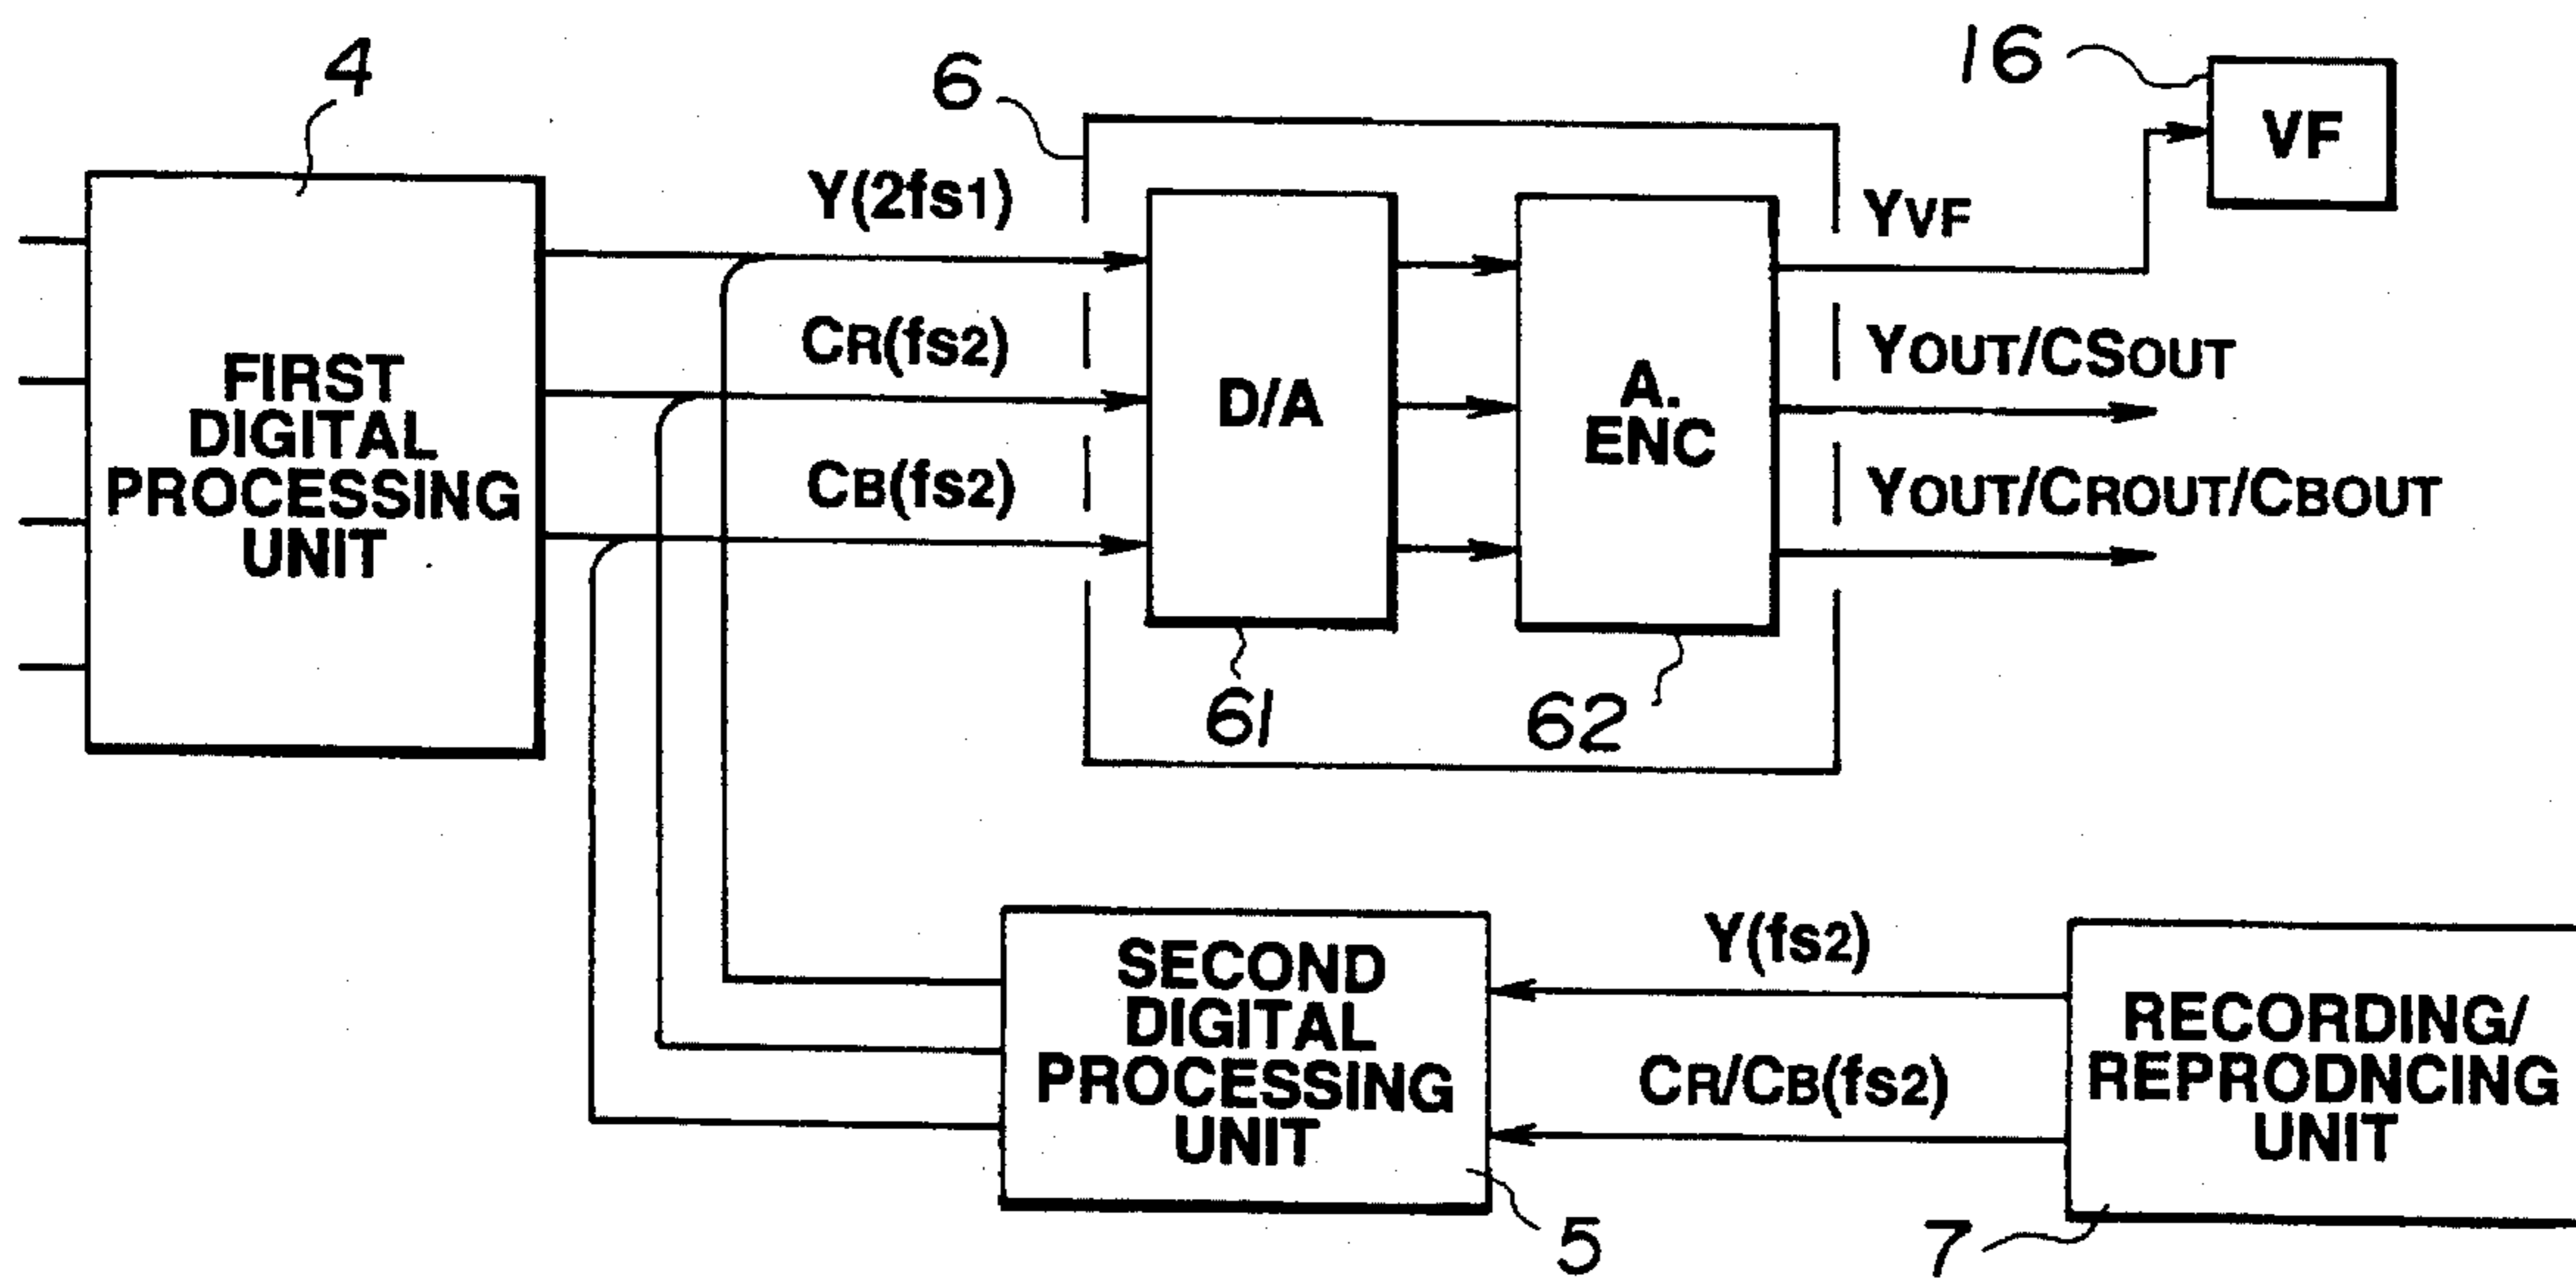 4
6
16
VF
Y(2fs1)
YVF
CR(fs2)
YOUT/CSOUT
FIRST
DIGITAL
PROCESSING
UNIT
D/A
A.
ENC
CB(fs2)
YOUT/CROUT/CBOUT
61
62
SECOND
DIGITAL
PROCESSING
UNIT
Y(fs2)
CR/CB(fs2)
RECORDING/
REPRODNCING
UNIT
5
7